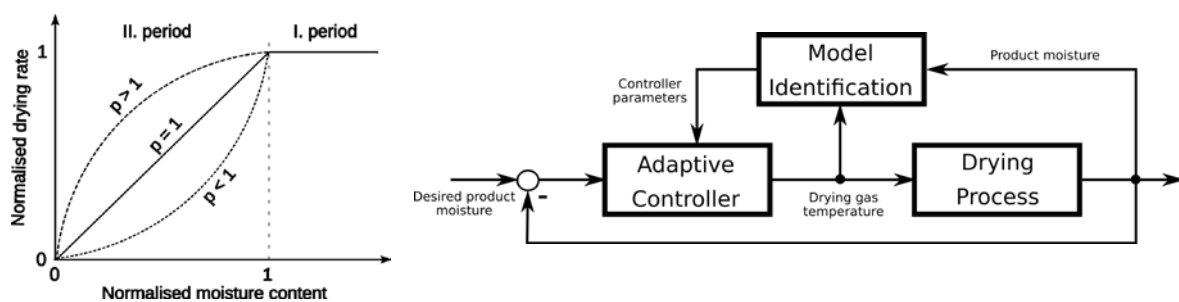 II. period
I. period
1
Normalised drying rate
p > 1
p = 1
p < 1
0
0
1
Normalised moisture content
Model
Identification
Product moisture
Controller
parameters
Adaptive
Controller
Drying
Process
Desired product
moisture
-
Drying gas
temperature